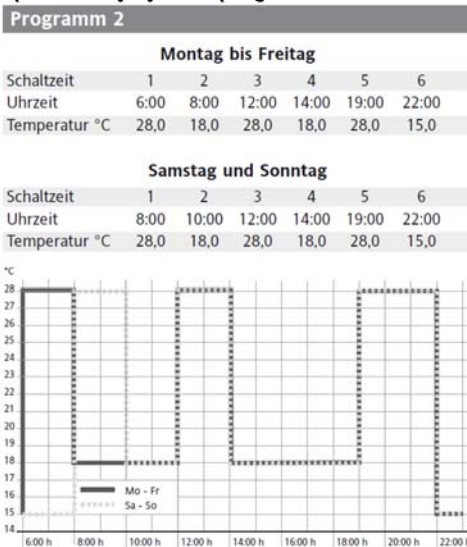 Programm 2
Montag bis Freitag
Schaltzeit 1 2 3 4 5 6
Uhrzeit 6:00 8:00 12:00 14:00 19:00 22:00
Temperatur °C 28,0 18,0 28,0 18,0 28,0 15,0
Samstag und Sonntag
Schaltzeit 1 2 3 4 5 6
Uhrzeit 8:00 10:00 12:00 14:00 19:00 22:00
Temperatur °C 28,0 18,0 28,0 18,0 28,0 15,0
°C
28
27
26
25
24
23
22
21
20
19
18
17
16
15
14
Mo - Fr
Sa - So
6:00 h 8:00 h 10:00 h 12:00 h 14:00 h 16:00 h 18:00 h 20:00 h 22:00